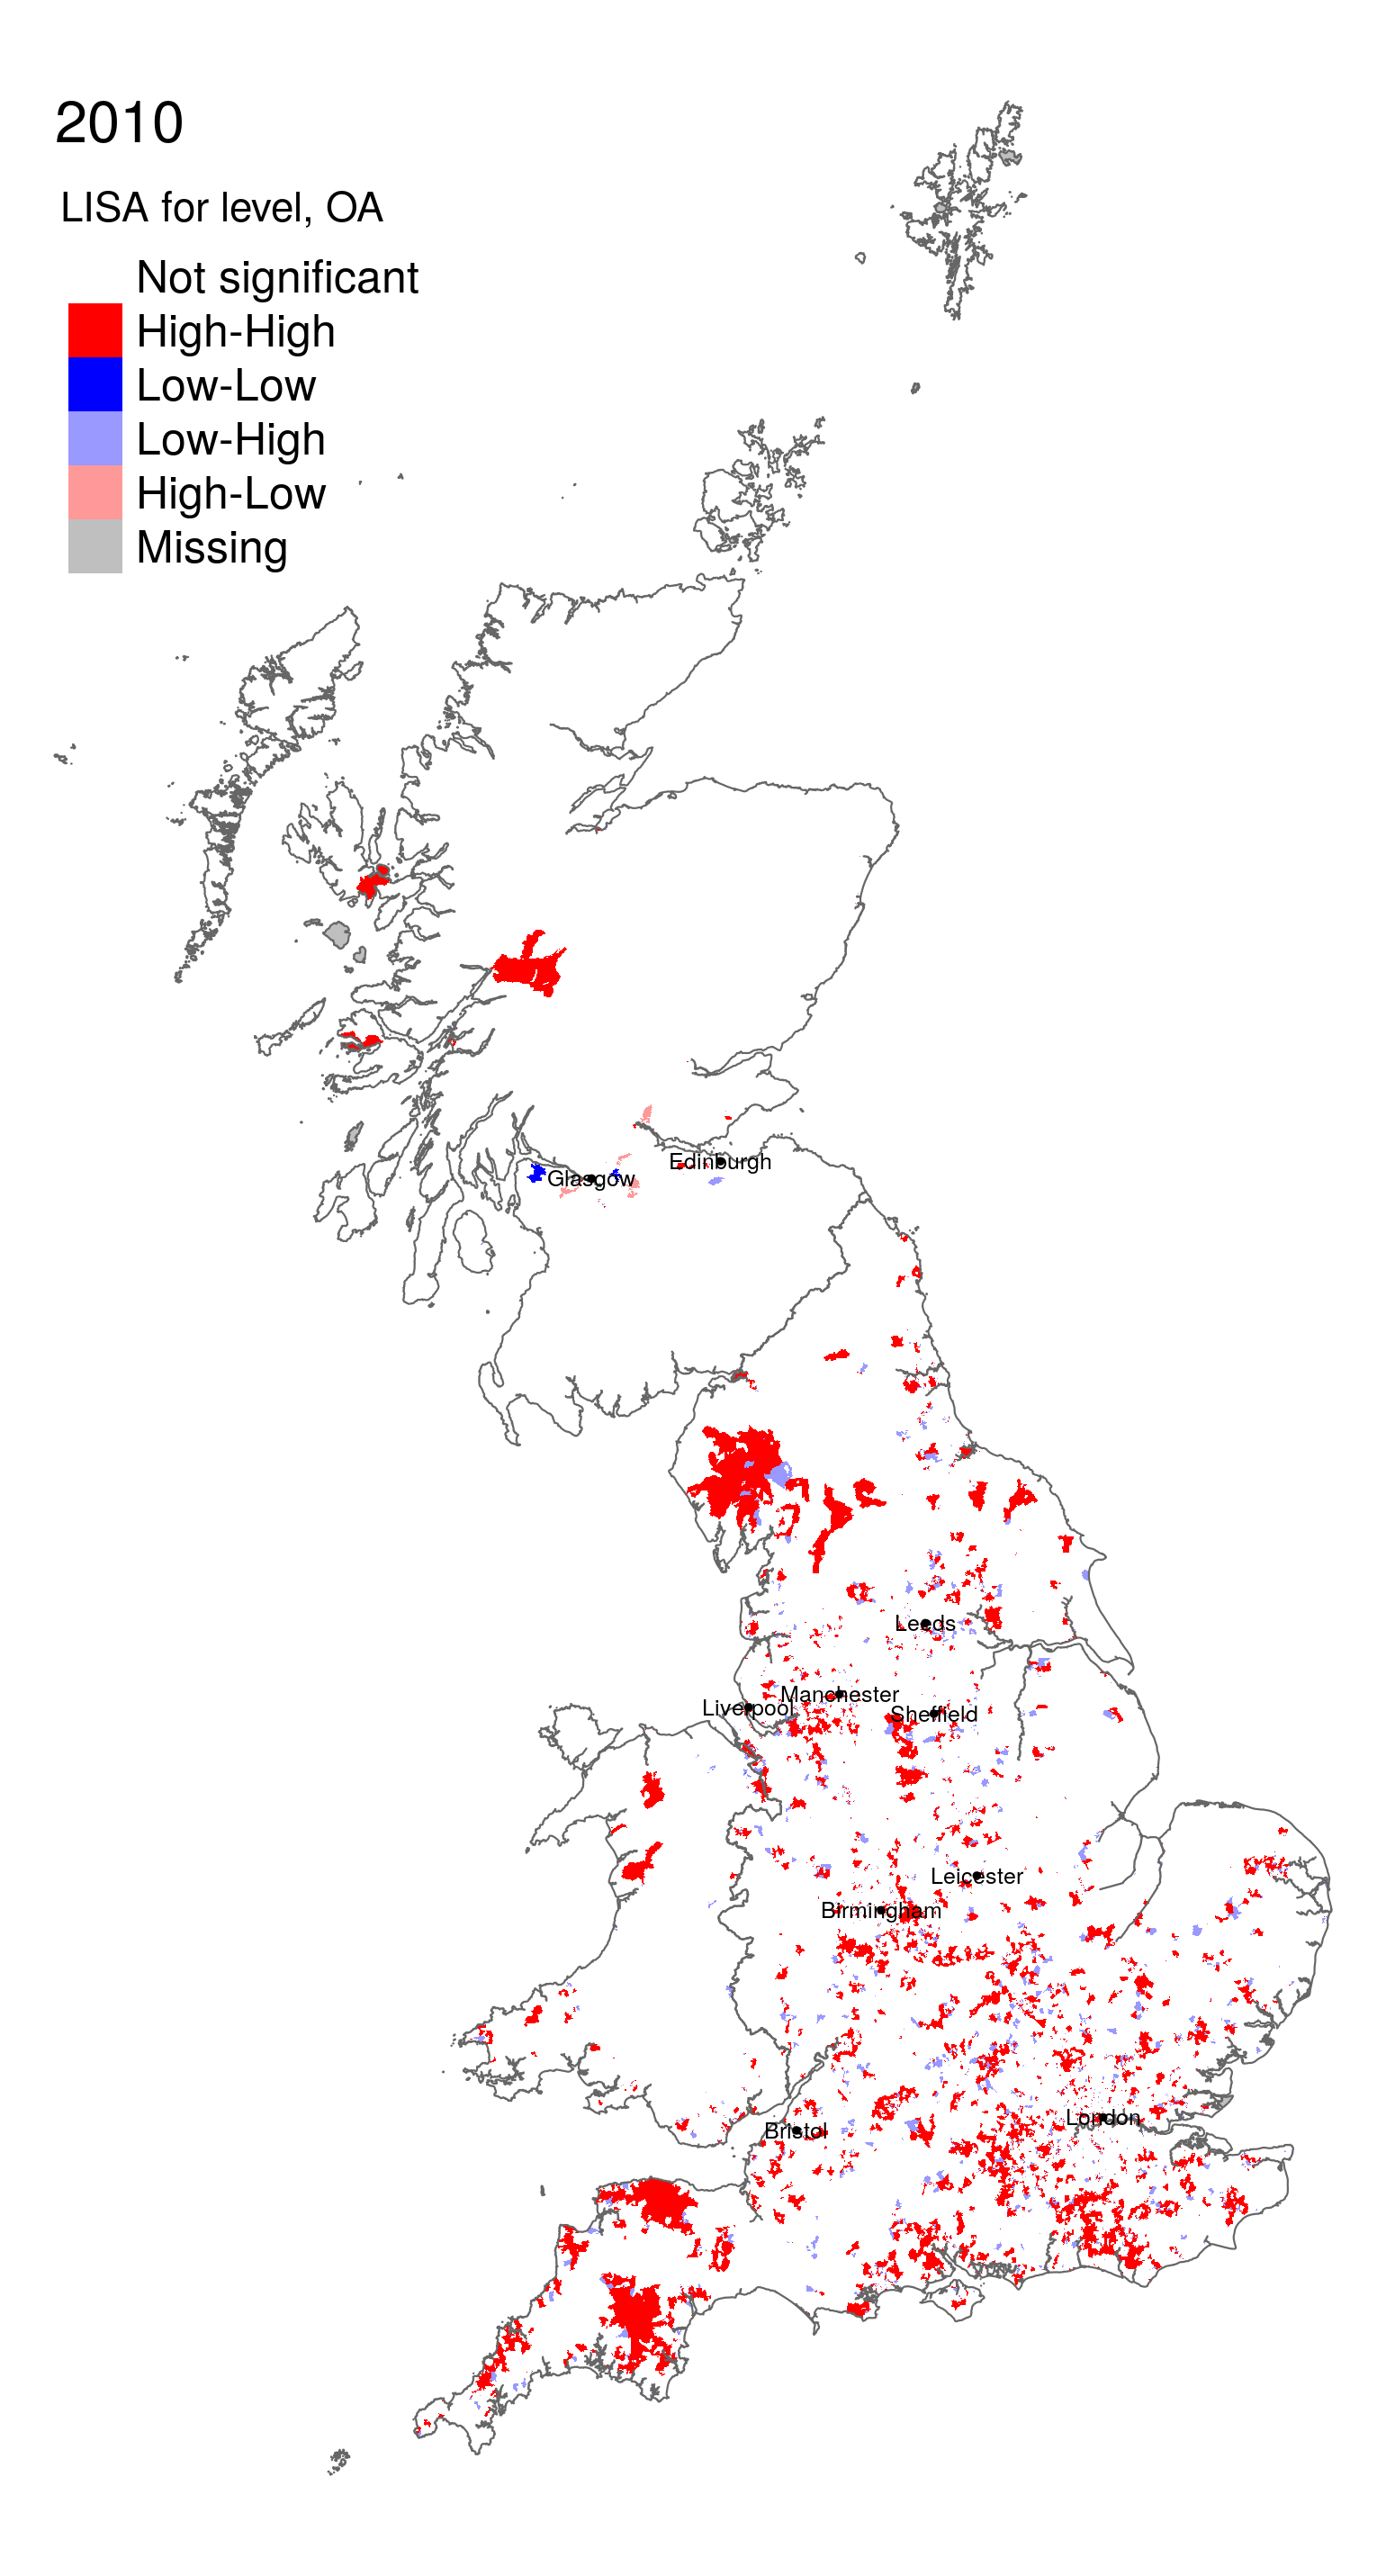 2010
LISA for level, OA
Not significant
High-High
Low-Low
Low-High
High-Low
Missing
Edinburgh
Glasgow
Leeds
Manchester
Liverpool
Sheffield
Leicester
Birmingham
London
Bristol